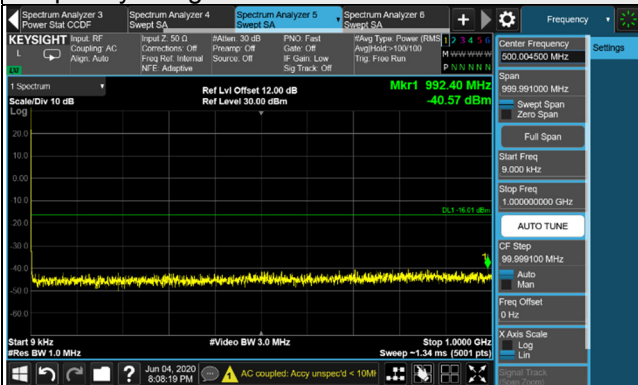 Spectrum Analyzer 3
Power Stat CCDF
Spectrum Analyzer 4
Swept SA
Spectrum Analyzer 5
Swept SA
Spectrum Analyzer 6
Swept SA
Frequency
KEYSIGHT
L
Input: RF
Coupling: AC
Align: Auto
Input Z: 50 Ω
Corrections: Off
Freq Ref: Internal
NFE: Adaptive
#Atten: 30 dB
Preamp: Off
Source: Off
PNO: Fast
Gate: Off
IF Gain: Low
Sig Track: Off
#Avg Type: Power (RMS
Avg|Hold:>100/100
Trig: Free Run
1 2 3 4 5 6
M W W W W W
P N N N N N
1 Spectrum
Scale/Div 10 dB
Ref Lvl Offset 12.00 dB
Ref Level 30.00 dBm
Mkr1 992.40 MHz
-40.57 dBm
Log
20.0
10.0
0.00
-10.0
-20.0
-30.0
-40.0
-50.0
-60.0
DL1 -16.01 dBm
1
Start 9 kHz
#Res BW 1.0 MHz
#Video BW 3.0 MHz
Stop 1.0000 GHz
Sweep ~1.34 ms (5001 pts)
Center Frequency
500.004500 MHz
Settings
Span
999.991000 MHz
Swept Span
Zero Span
Full Span
Start Freq
9.000 kHz
Stop Freq
1.000000000 GHz
AUTO TUNE
CF Step
99.999100 MHz
Auto
Man
Freq Offset
0 Hz
X Axis Scale
Log
Lin
Signal Track
(Span Zoom)
Jun 04, 2020
8:08:19 PM
AC coupled: Accy unspec'd < 10MH